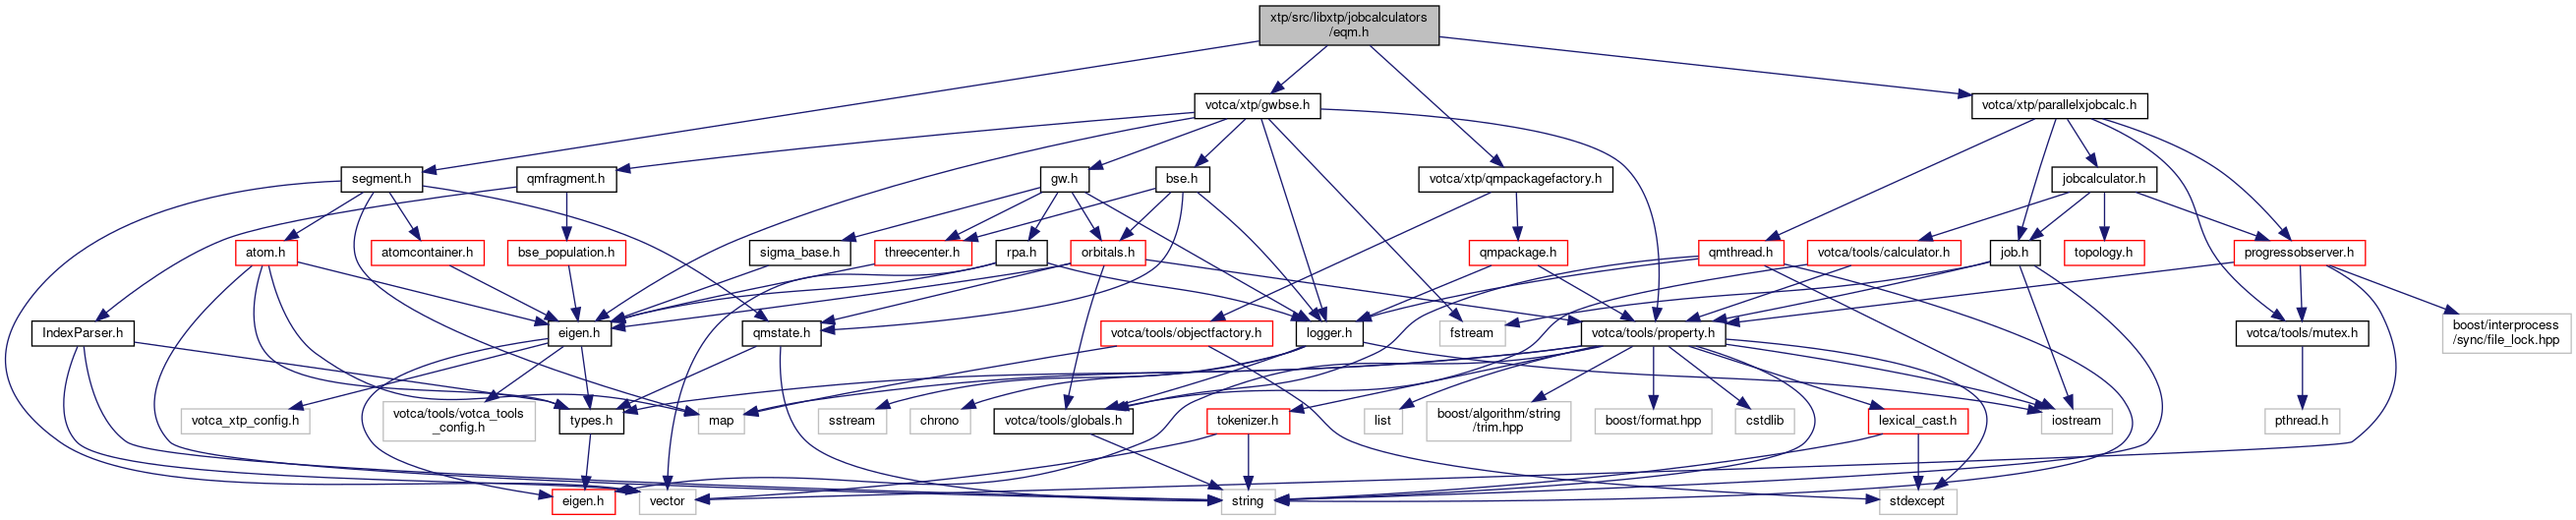 xtp/src/libxtp/jobcalculators
/eqm.h
votca/xtp/gwbse.h
votca/xtp/parallelxjobcalc.h
segment.h
qmfragment.h
gw.h
bse.h
votca/xtp/qmpackagefactory.h
jobcalculator.h
atom.h
atomcontainer.h
bse_population.h
sigma_base.h
threecenter.h
rpa.h
orbitals.h
qmpackage.h
qmthread.h
votca/tools/calculator.h
job.h
topology.h
progressobserver.h
IndexParser.h
eigen.h
qmstate.h
votca/tools/objectfactory.h
logger.h
fstream
votca/tools/property.h
votca/tools/mutex.h
boost/interprocess
/sync/file_lock.hpp
votca_xtp_config.h
votca/tools/votca_tools
_config.h
types.h
map
sstream
chrono
votca/tools/globals.h
tokenizer.h
list
boost/algorithm/string
/trim.hpp
boost/format.hpp
cstdlib
lexical_cast.h
iostream
pthread.h
eigen.h
vector
string
stdexcept